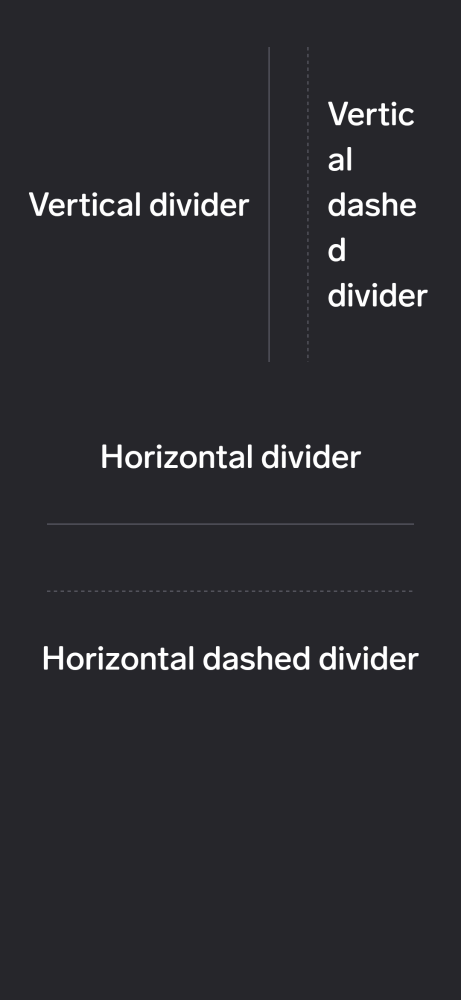 Vertical divider
Vertic
al
dashe
d
divider
Horizontal divider
Horizontal dashed divider